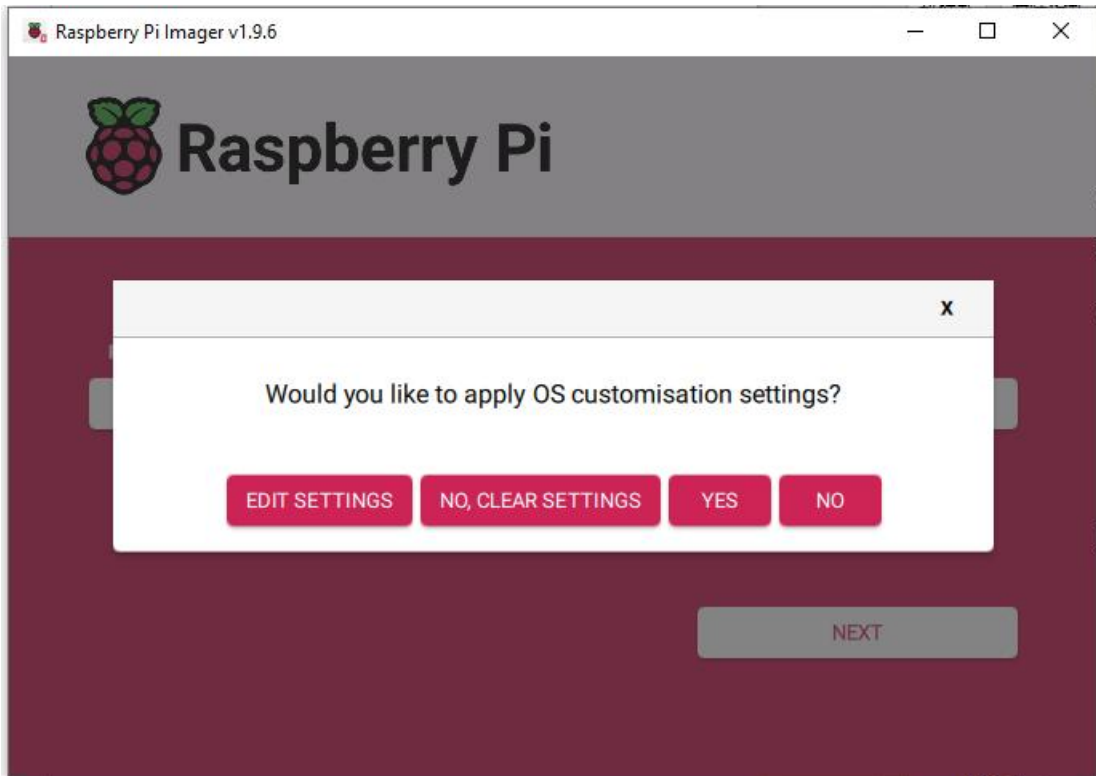 Raspberry Pi Imager v1.9.6
Raspberry Pi
X
Would you like to apply OS customisation settings?
EDIT SETTINGS
NO, CLEAR SETTINGS
YES
NO
NEXT